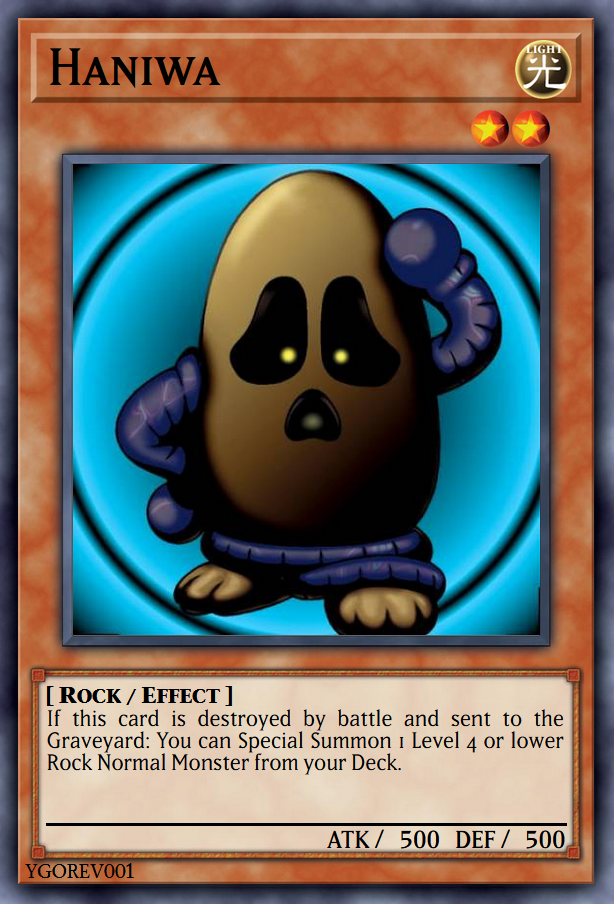 HANIWA
LIGHT
光
[ ROCK / EFFECT ]
If this card is destroyed by battle and sent to the
Graveyard: You can Special Summon 1 Level 4 or lower
Rock Normal Monster from your Deck.
ATK / 500 DEF / 500
YGOREV001